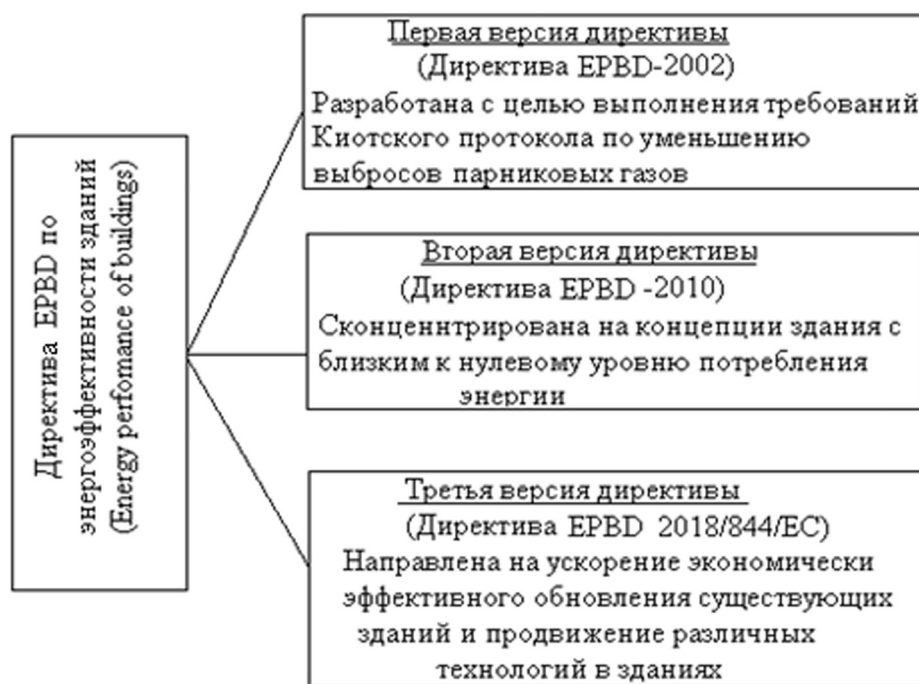 Директива EPBD по
энергоэффективности зданий
(Energy perfomance of buildings)
Первая версия директивы
(Директива EPBD-2002)
Разработана с целью выполнения требований
Киотского протокола по уменьшению
выбросов парниковых газов
Вторая версия директивы
(Директива EPBD -2010)
Сконценнтрирована на концепции здания с
близким к нулевому уровню потребления
энергии
Третья версия директивы
(Директива EPBD 2018/844/EC)
Направлена на ускорение экономически
эффективного обновления существующих
зданий и продвижение различных
технологий в зданиях